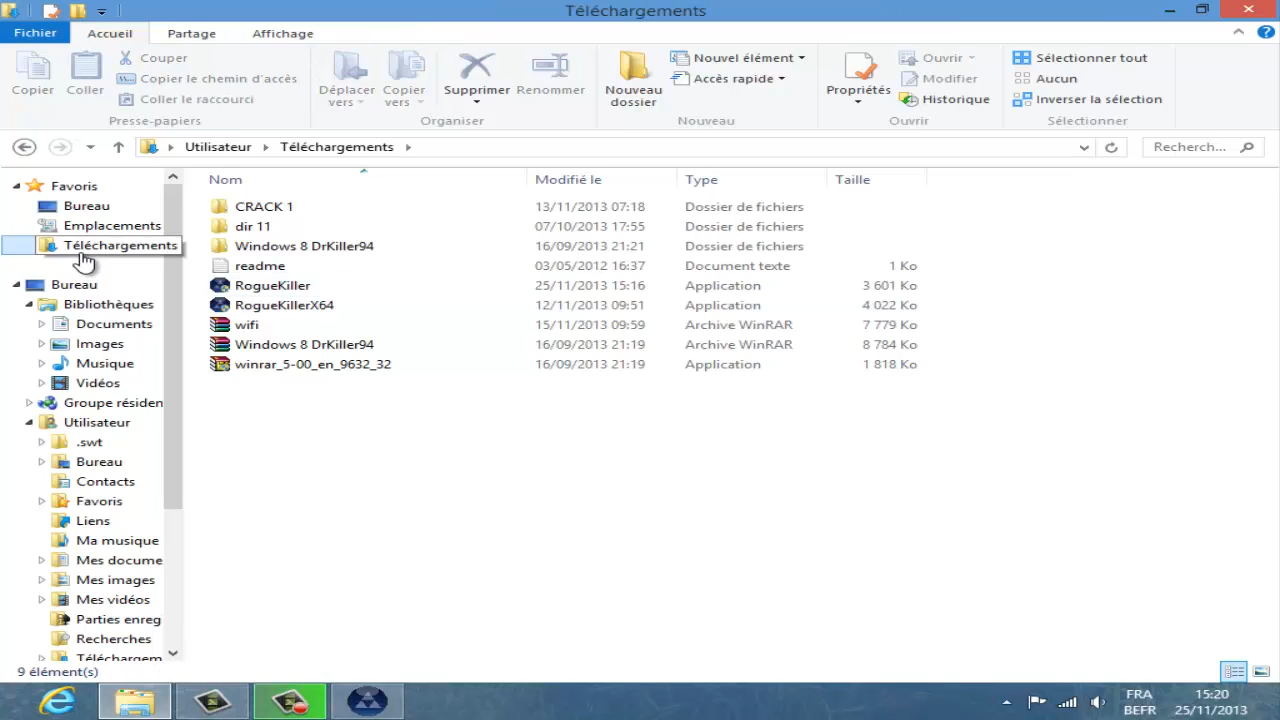 Téléchargements
Fichier Accueil Partage Affichage
Copier
Coller
Couper
Copier le chemin d'accès
Coller le raccourci
Presse-papiers
Déplacer vers
Copier vers
Supprimer
Renommer
Organiser
Nouveau dossier
Nouvel élément
Accès rapide
Nouveau
Propriétés
Ouvrir
Modifier
Historique
Ouvrir
Sélectionner tout
Aucun
Inverser la sélection
Sélectionner
Utilisateur Téléchargements
Recherch...
Favoris
Bureau
Emplacements
Téléchargements
Bureau
Bibliothèques
Documents
Images
Musique
Vidéos
Groupe résiden
Utilisateur
.swt
Bureau
Contacts
Favoris
Liens
Ma musique
Mes docume
Mes images
Mes vidéos
Parties enreg
Recherches
Téléchargem
Nom Modifié le Type Taille
CRACK 1 13/11/2013 07:18 Dossier de fichiers
dir 11 07/10/2013 17:55 Dossier de fichiers
Windows 8 DrKiller94 16/09/2013 21:21 Dossier de fichiers
readme 03/05/2012 16:37 Document texte 1 Ko
RogueKiller 25/11/2013 15:16 Application 3 601 Ko
RogueKillerX64 12/11/2013 09:51 Application 4 022 Ko
wifi 15/11/2013 09:59 Archive WinRAR 7 779 Ko
Windows 8 DrKiller94 16/09/2013 21:19 Archive WinRAR 8 784 Ko
winrar_5-00_en_9632_32 16/09/2013 21:19 Application 1 818 Ko
9 élément(s)
FRA
BEFR
15:20
25/11/2013